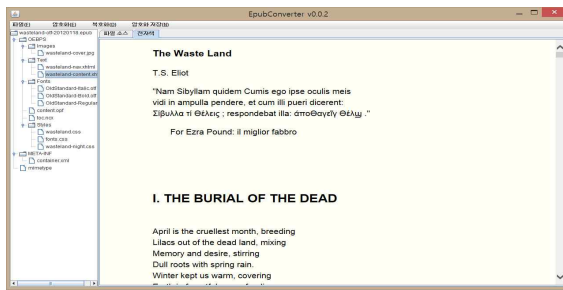 EpubConverter v0.0.2
파일(E) 암호화(E) 복호화(D) 암호화 저장(W)
wasteland-otf-20120118.epub
OEBPS
Images
wasteland-cover.jpg
Text
wasteland-nav.xhtml
wasteland-content.xh
Fonts
OldStandard-Italic.otf
OldStandard-Bold.otf
OldStandard-Regular
content.opf
toc.ncx
Styles
wasteland.css
fonts.css
wasteland-night.css
META-INF
container.xml
mimetype
파일 소스 전자책
The Waste Land
T.S. Eliot
"Nam Sibyllam quidem Cumis ego ipse oculis meis
vidi in ampulla pendere, et cum illi pueri dicerent:
Σίβυλλα τί Θέλεις ; respondebat illa: άποΘαγεΐγ Θέλω ."
For Ezra Pound: il miglior fabbro
I. THE BURIAL OF THE DEAD
April is the cruellest month, breeding
Lilacs out of the dead land, mixing
Memory and desire, stirring
Dull roots with spring rain.
Winter kept us warm, covering